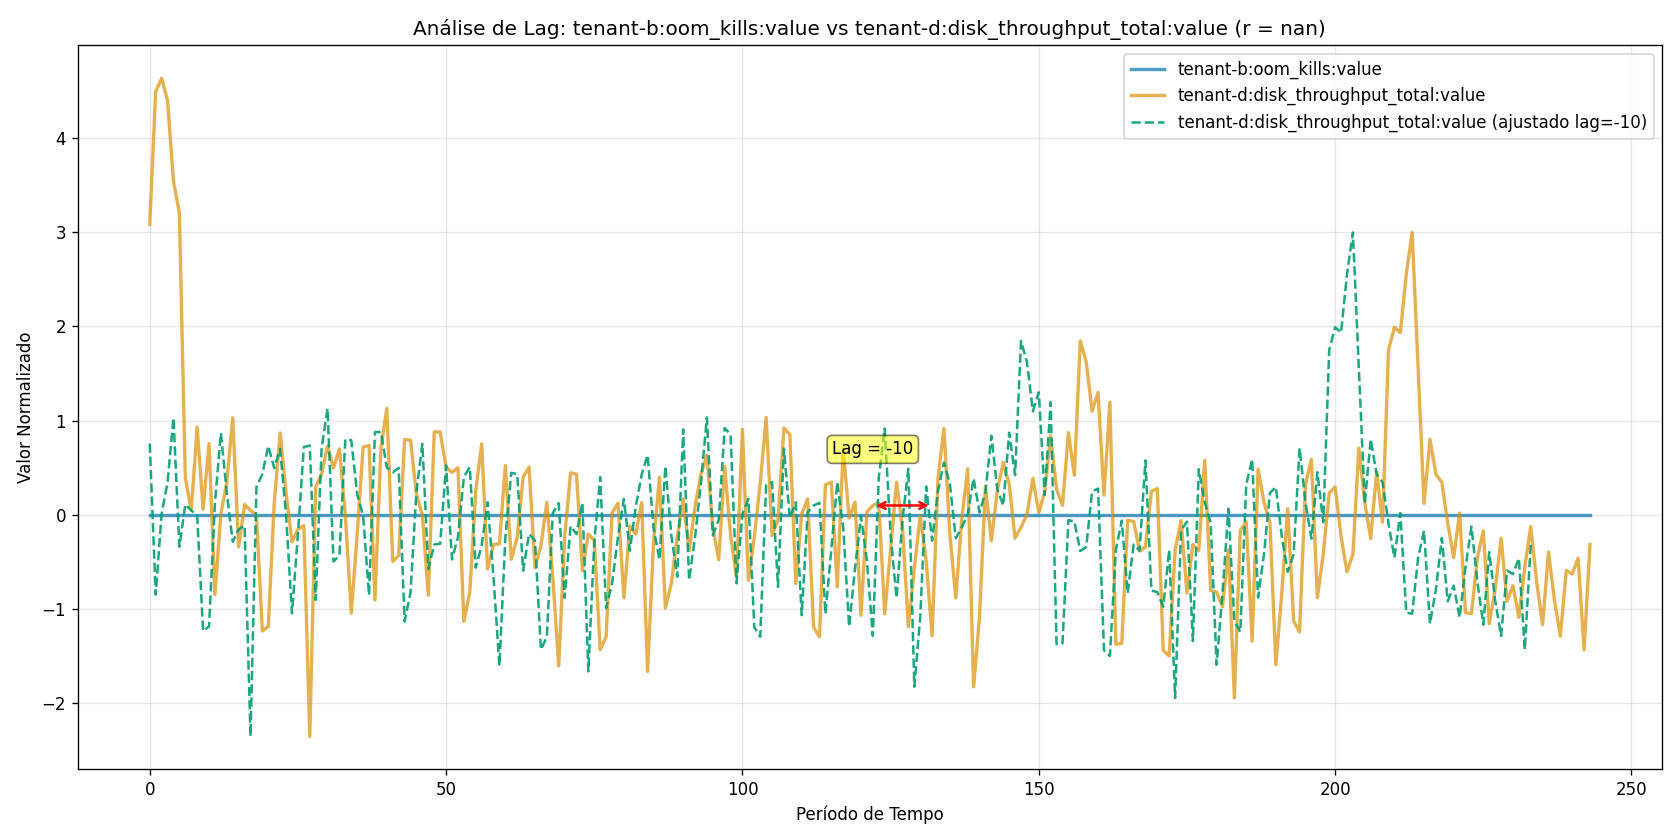 Análise de Lag: tenant-b:oom_kills:value vs tenant-d:disk_throughput_total:value (r = nan)
tenant-b:oom_kills:value
tenant-d:disk_throughput_total:value
tenant-d:disk_throughput_total:value (ajustado lag=-10)
Valor Normalizado
4
3
2
1
0
−1
−2
Lag = -10
0 50 100 150 200 250
Período de Tempo